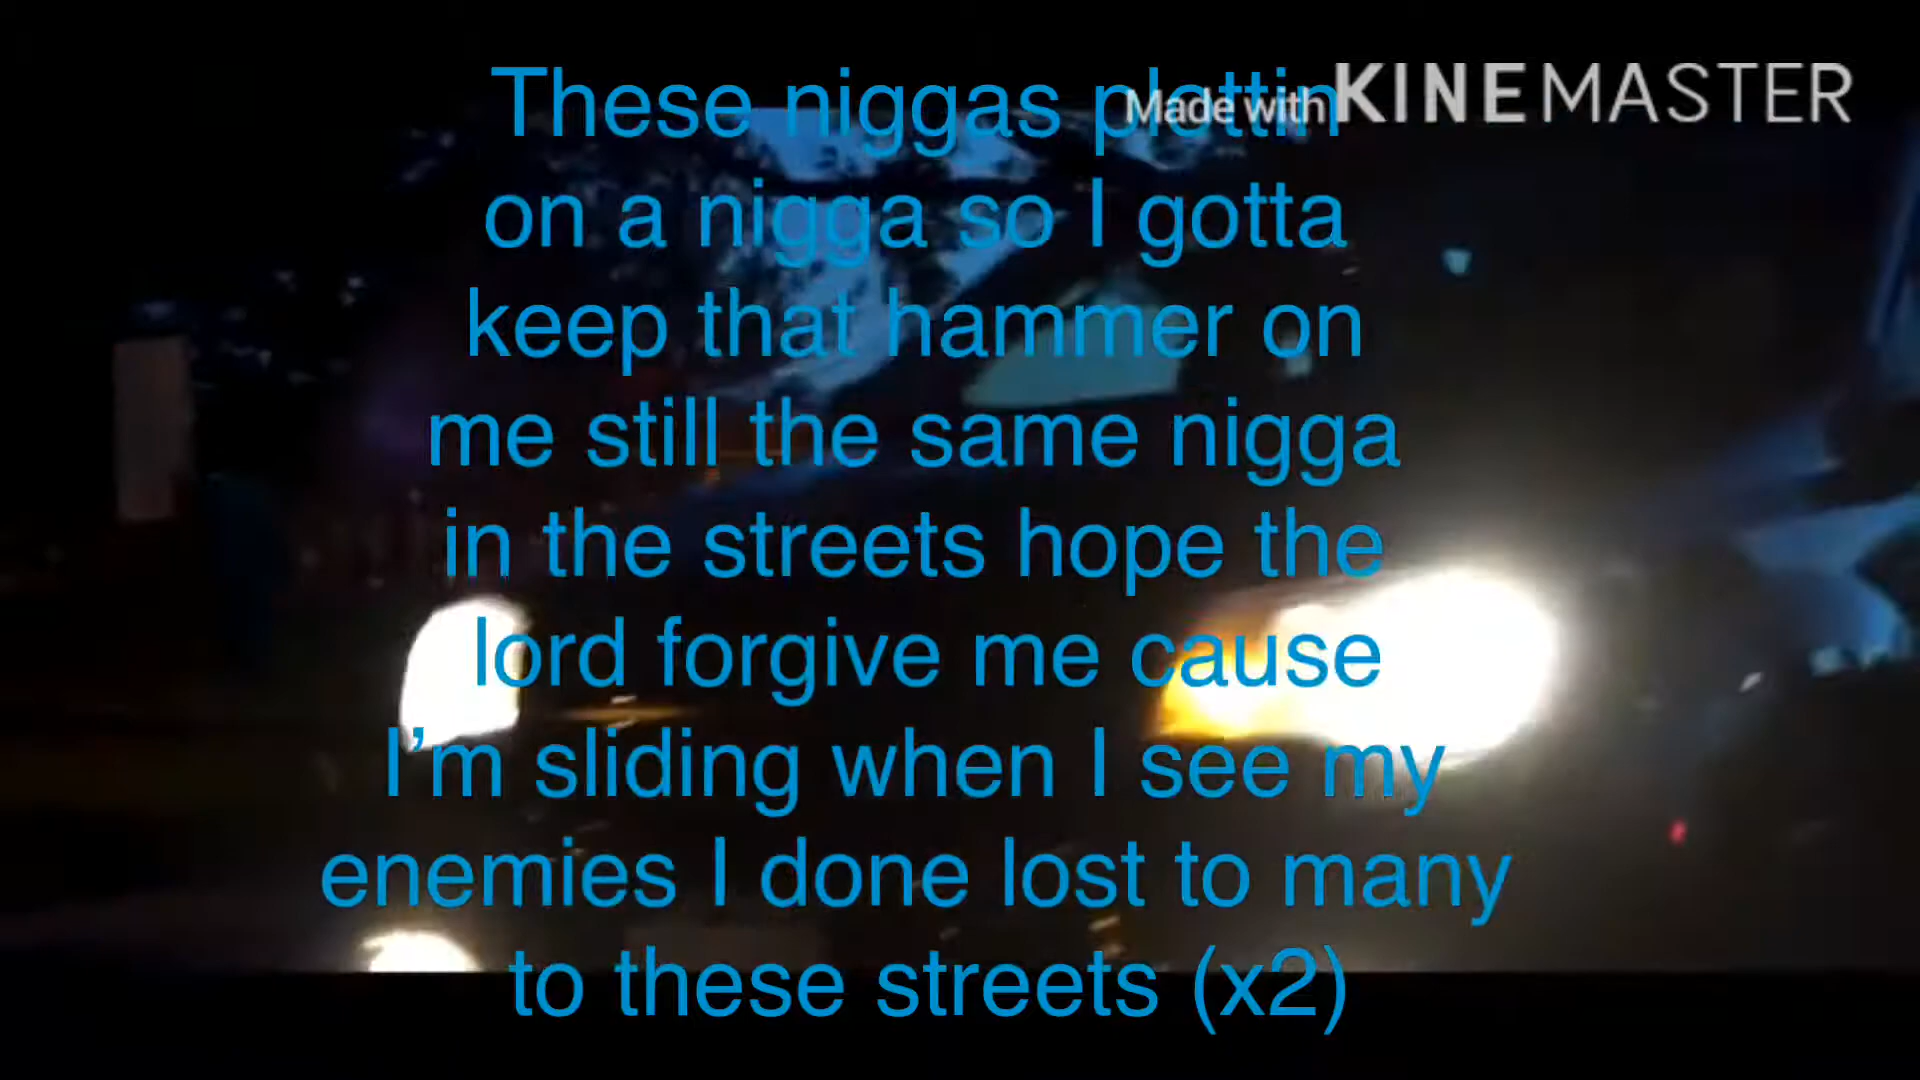 These niggas plottin
Made with KINEMASTER
on a nigga so I gotta
keep that hammer on
me still the same nigga
in the streets hope the
lord forgive me cause
I’m sliding when I see my
enemies I done lost to many
to these streets (x2)